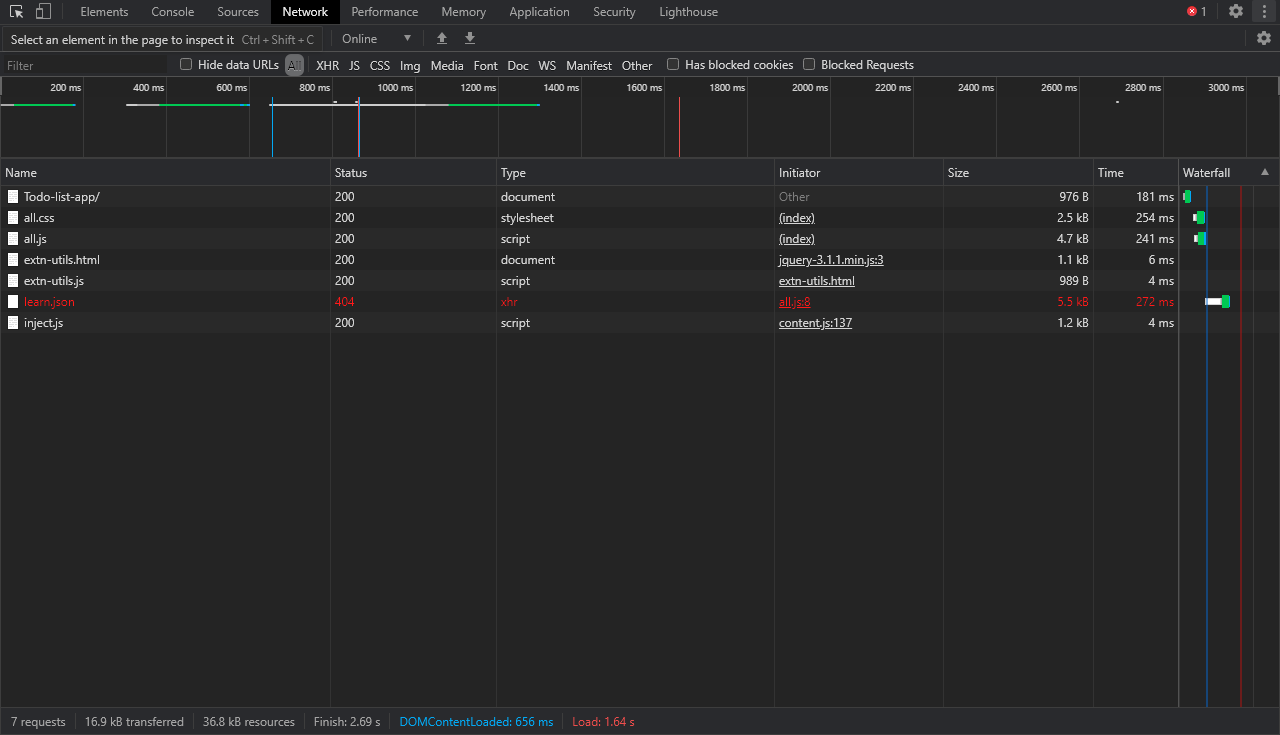 Elements Console Sources Network Performance Memory Application Security Lighthouse 1
Select an element in the page to inspect it Ctrl + Shift + C Online
Filter Hide data URLs All XHR JS CSS Img Media Font Doc WS Manifest Other Has blocked cookies Blocked Requests
200 ms 400 ms 600 ms 800 ms 1000 ms 1200 ms 1400 ms 1600 ms 1800 ms 2000 ms 2200 ms 2400 ms 2600 ms 2800 ms 3000 ms
Name Status Type Initiator Size Time Waterfall
Todo-list-app/ 200 document Other 976 B 181 ms
all.css 200 stylesheet (index) 2.5 kB 254 ms
all.js 200 script (index) 4.7 kB 241 ms
extn-utils.html 200 document jquery-3.1.1.min.js:3 1.1 kB 6 ms
extn-utils.js 200 script extn-utils.html 989 B 4 ms
learn.json 404 xhr all.js:8 5.5 kB 272 ms
inject.js 200 script content.js:137 1.2 kB 4 ms
7 requests 16.9 kB transferred 36.8 kB resources Finish: 2.69 s DOMContentLoaded: 656 ms Load: 1.64 s